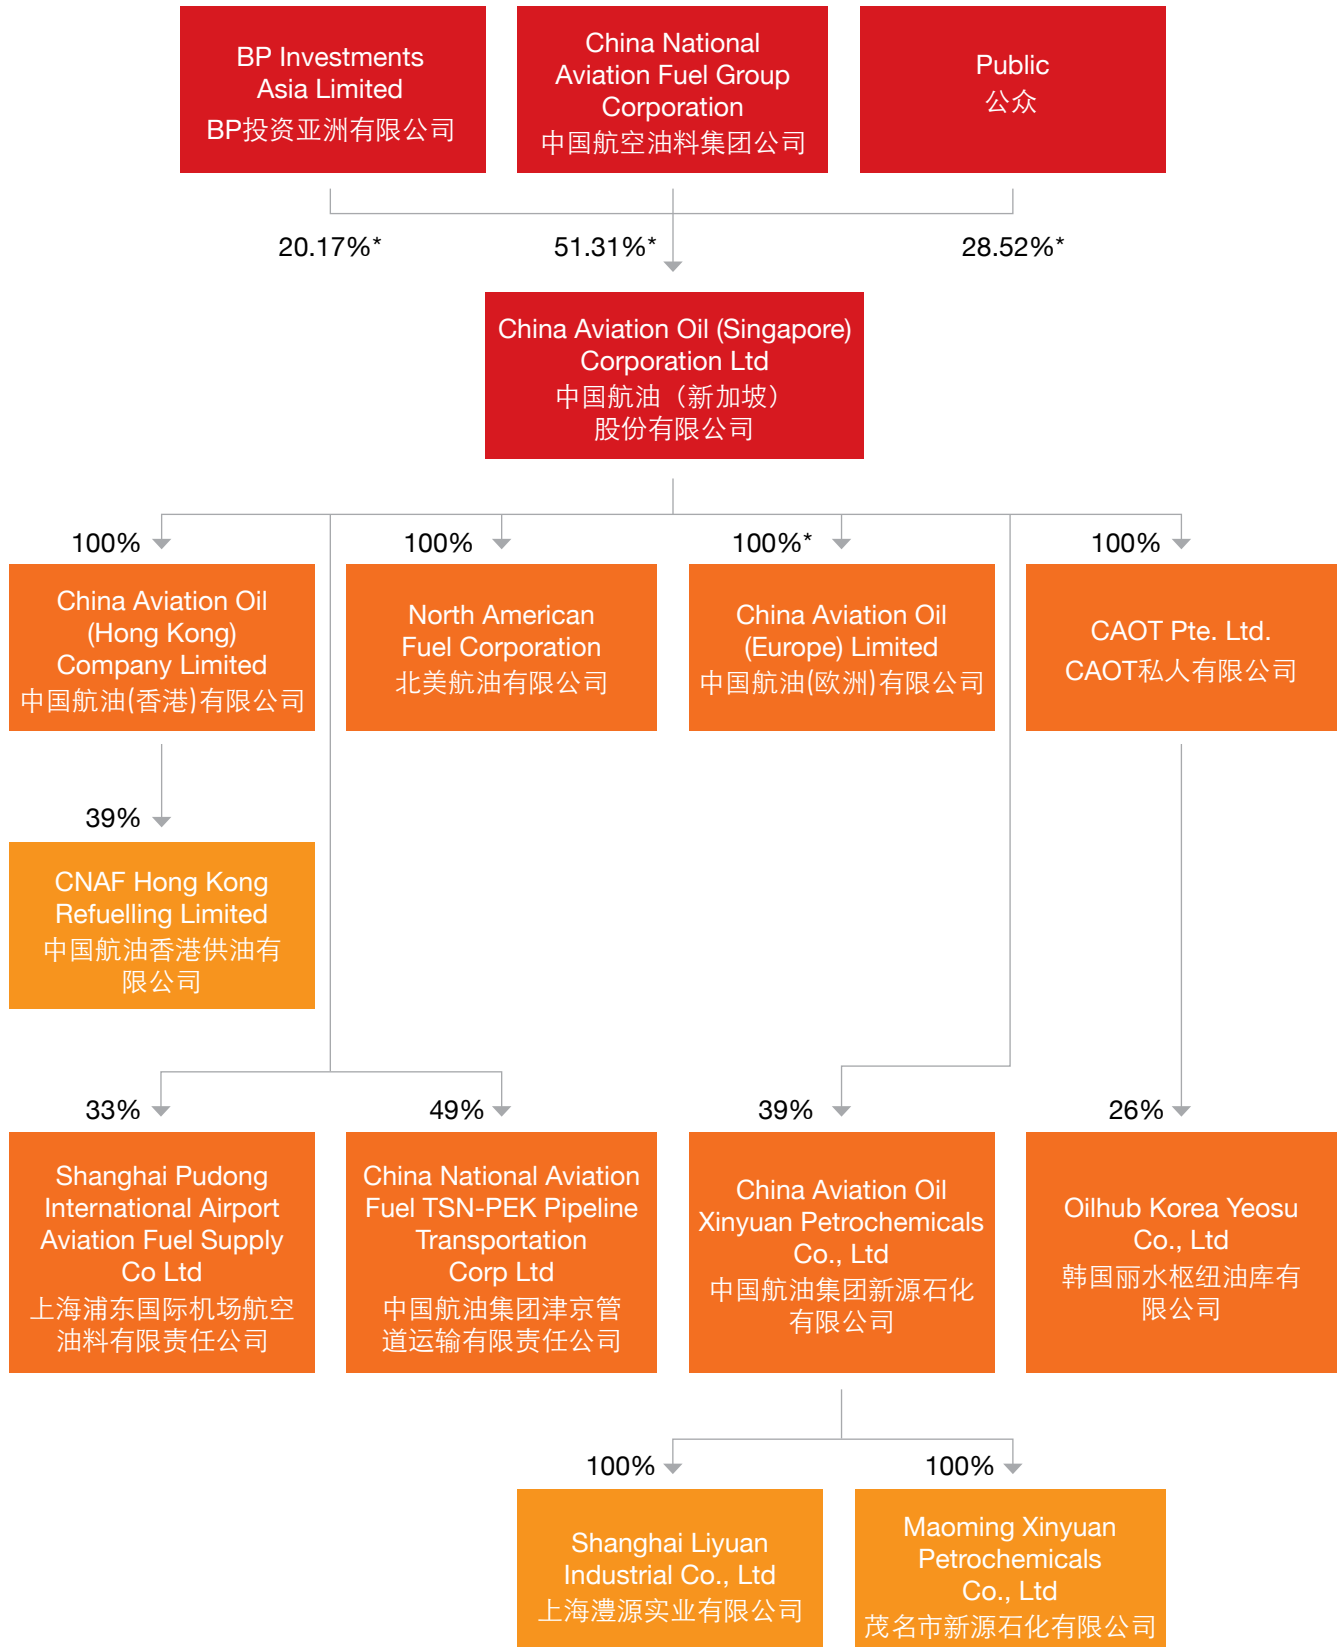 BP Investments
Asia Limited
BP投资亚洲有限公司
China National
Aviation Fuel Group
Corporation
中国航空油料集团公司
Public
公众
20.17%*
51.31%*
28.52%*
China Aviation Oil (Singapore)
Corporation Ltd
中国航油（新加坡）
股份有限公司
100%
100%
100%*
100%
China Aviation Oil
(Hong Kong)
Company Limited
中国航油(香港)有限公司
North American
Fuel Corporation
北美航油有限公司
China Aviation Oil
(Europe) Limited
中国航油(欧洲)有限公司
CAOT Pte. Ltd.
CAOT私人有限公司
39%
CNAF Hong Kong
Refuelling Limited
中国航油香港供油有
限公司
33%
49%
39%
26%
Shanghai Pudong
International Airport
Aviation Fuel Supply
Co Ltd
上海浦东国际机场航空
油料有限责任公司
China National Aviation
Fuel TSN-PEK Pipeline
Transportation
Corp Ltd
中国航油集团津京管
道运输有限责任公司
China Aviation Oil
Xinyuan Petrochemicals
Co., Ltd
中国航油集团新源石化
有限公司
Oilhub Korea Yeosu
Co., Ltd
韩国丽水枢纽油库有
限公司
100%
100%
Shanghai Liyuan
Industrial Co., Ltd
上海澧源实业有限公司
Maoming Xinyuan
Petrochemicals
Co., Ltd
茂名市新源石化有限公司